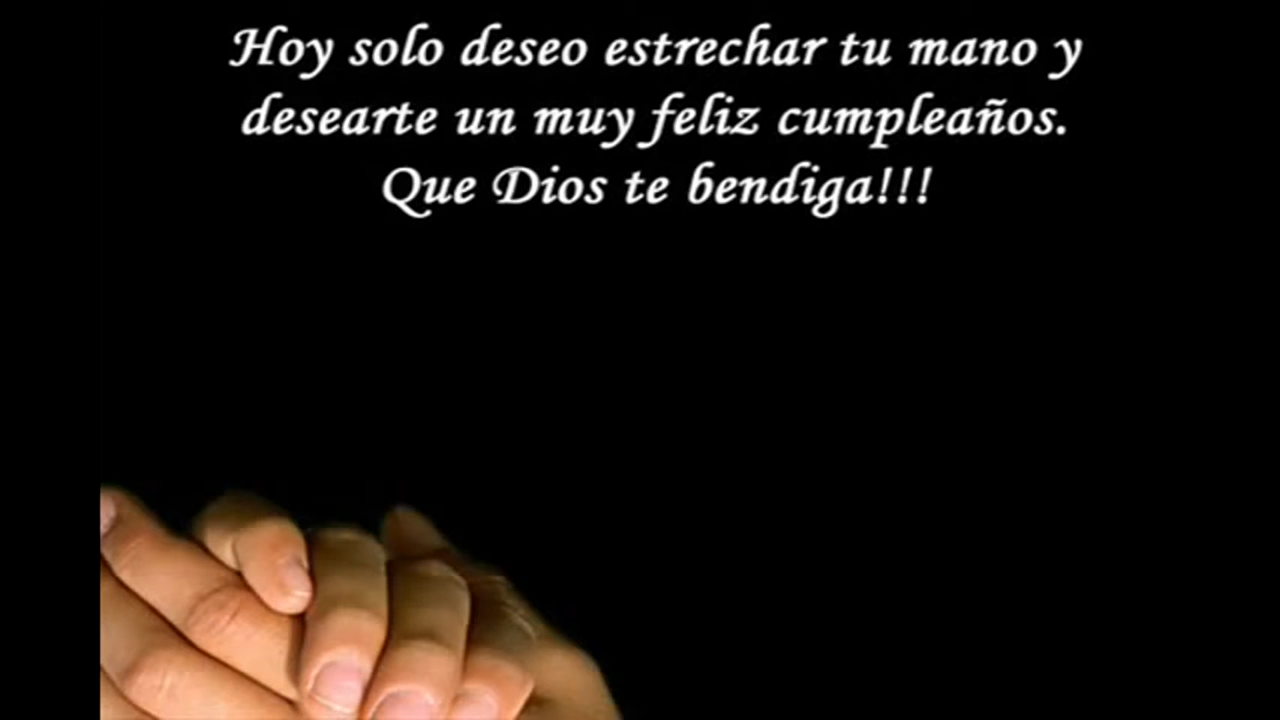 Hoy solo deseo estrechar tu mano y
desearte un muy feliz cumpleaños.
Que Dios te bendiga!!!